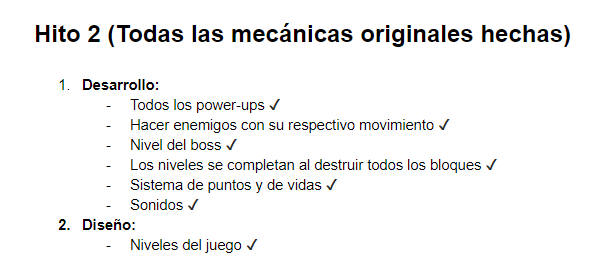 Hito 2 (Todas las mecánicas originales hechas)
1. Desarrollo:
- Todos los power-ups ✓
- Hacer enemigos con su respectivo movimiento ✓
- Nivel del boss ✓
- Los niveles se completan al destruir todos los bloques ✓
- Sistema de puntos y de vidas ✓
- Sonidos ✓
2. Diseño:
- Niveles del juego ✓